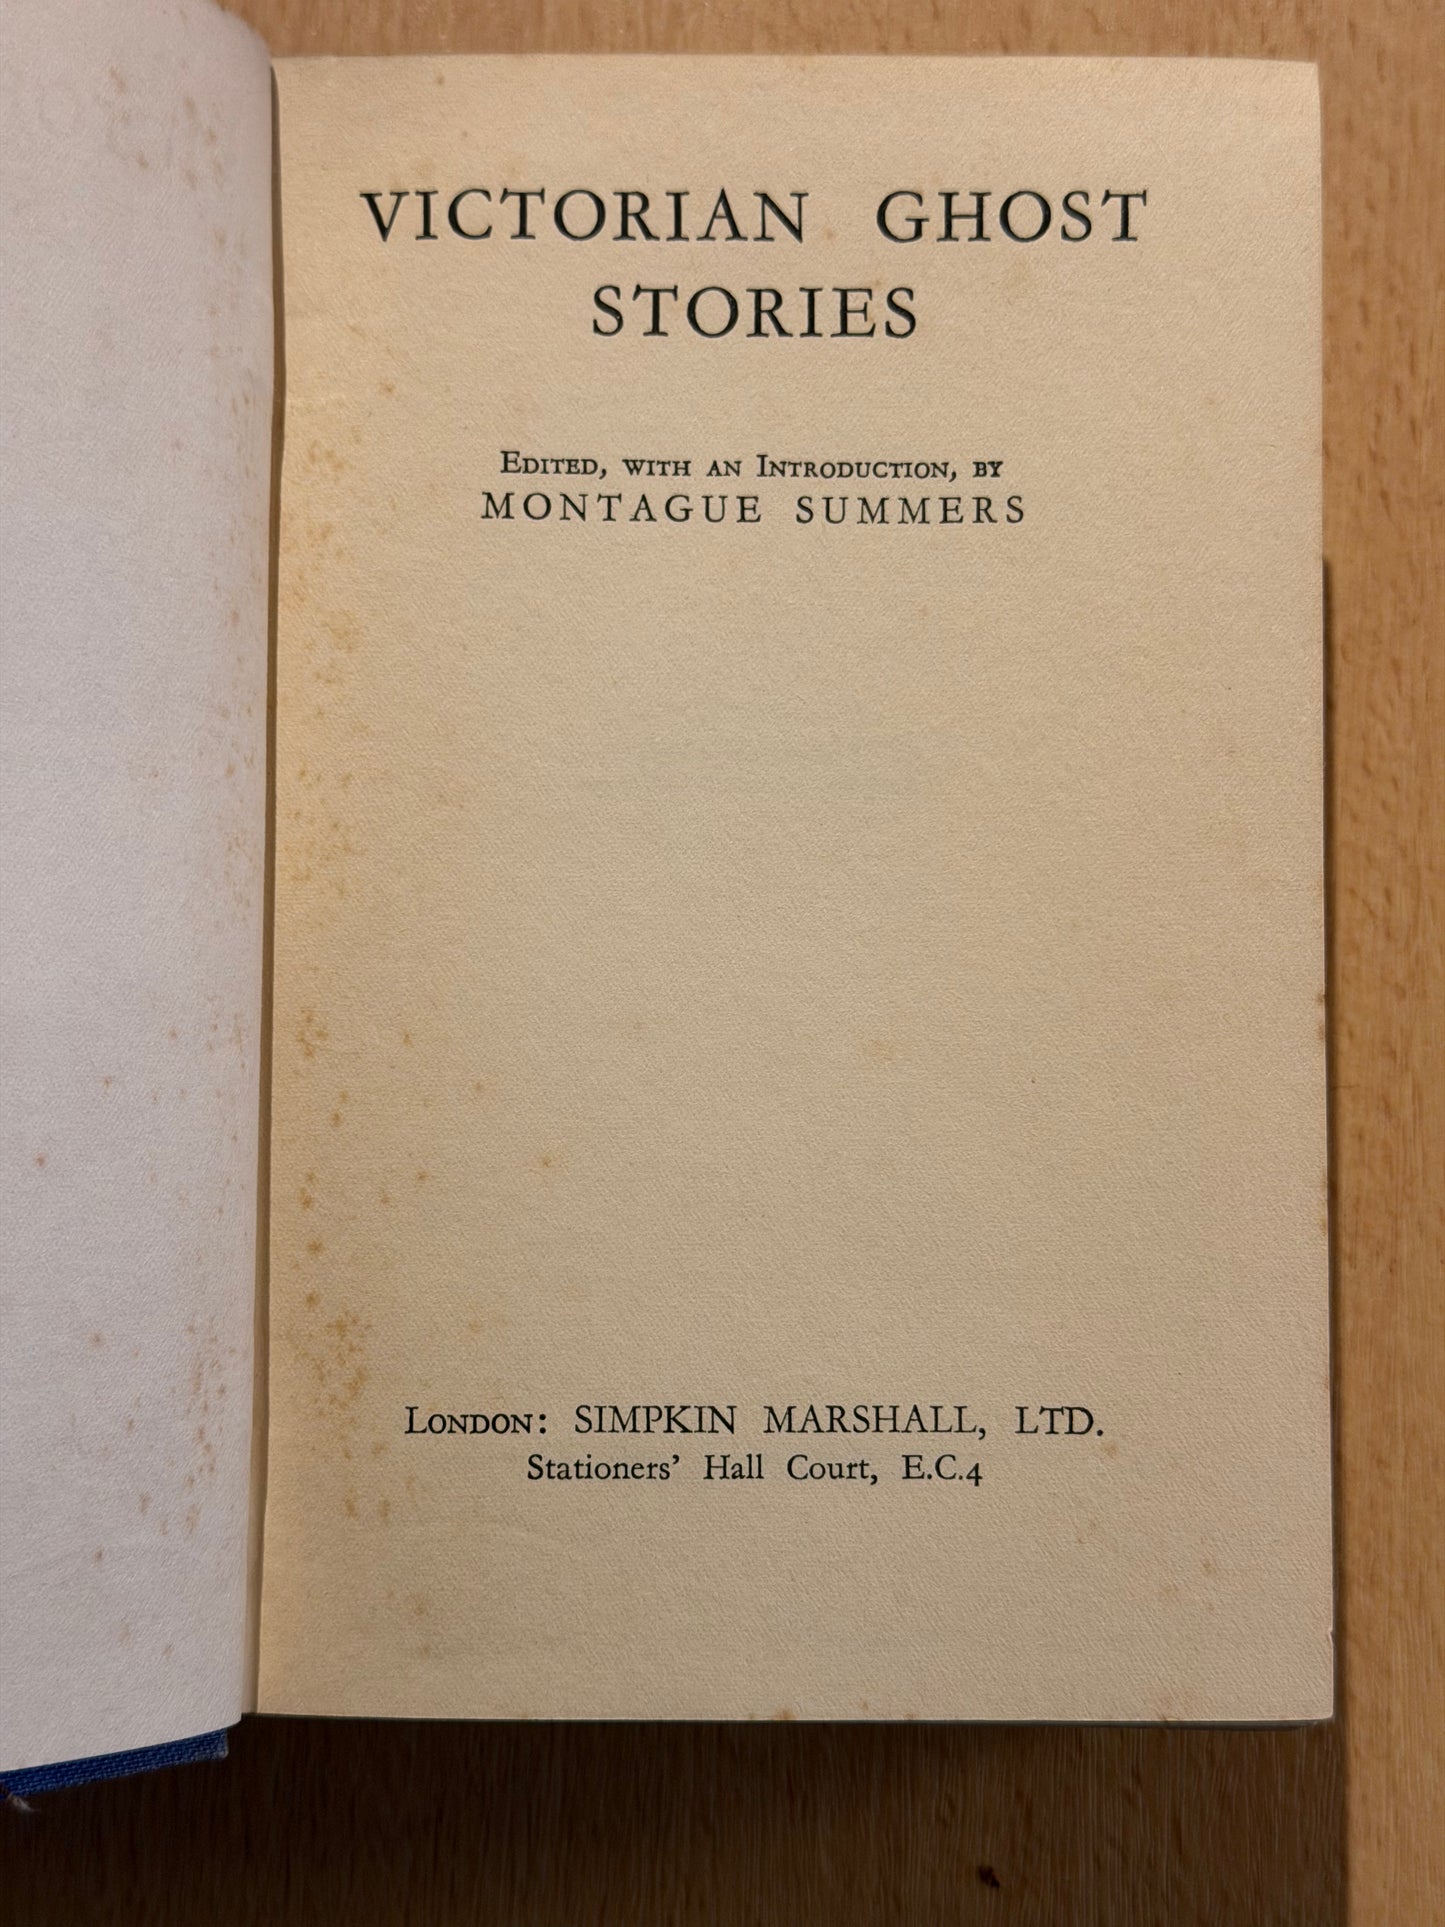 VICTORIAN GHOST
STORIES
Edited, with an Introduction, by
MONTAGUE SUMMERS
London: SIMPKIN MARSHALL, LTD.
Stationers' Hall Court, E.C.4